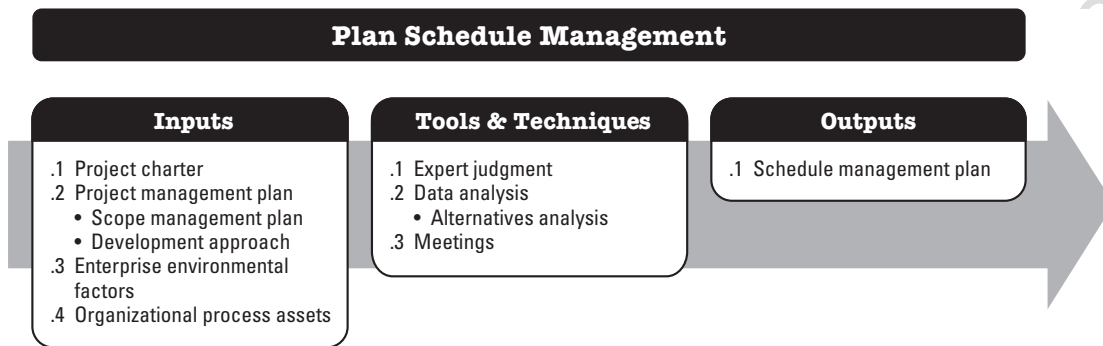 Plan Schedule Management
Inputs
.1 Project charter
.2 Project management plan
• Scope management plan
• Development approach
.3 Enterprise environmental
factors
.4 Organizational process assets
Tools & Techniques
.1 Expert judgment
.2 Data analysis
• Alternatives analysis
.3 Meetings
Outputs
.1 Schedule management plan